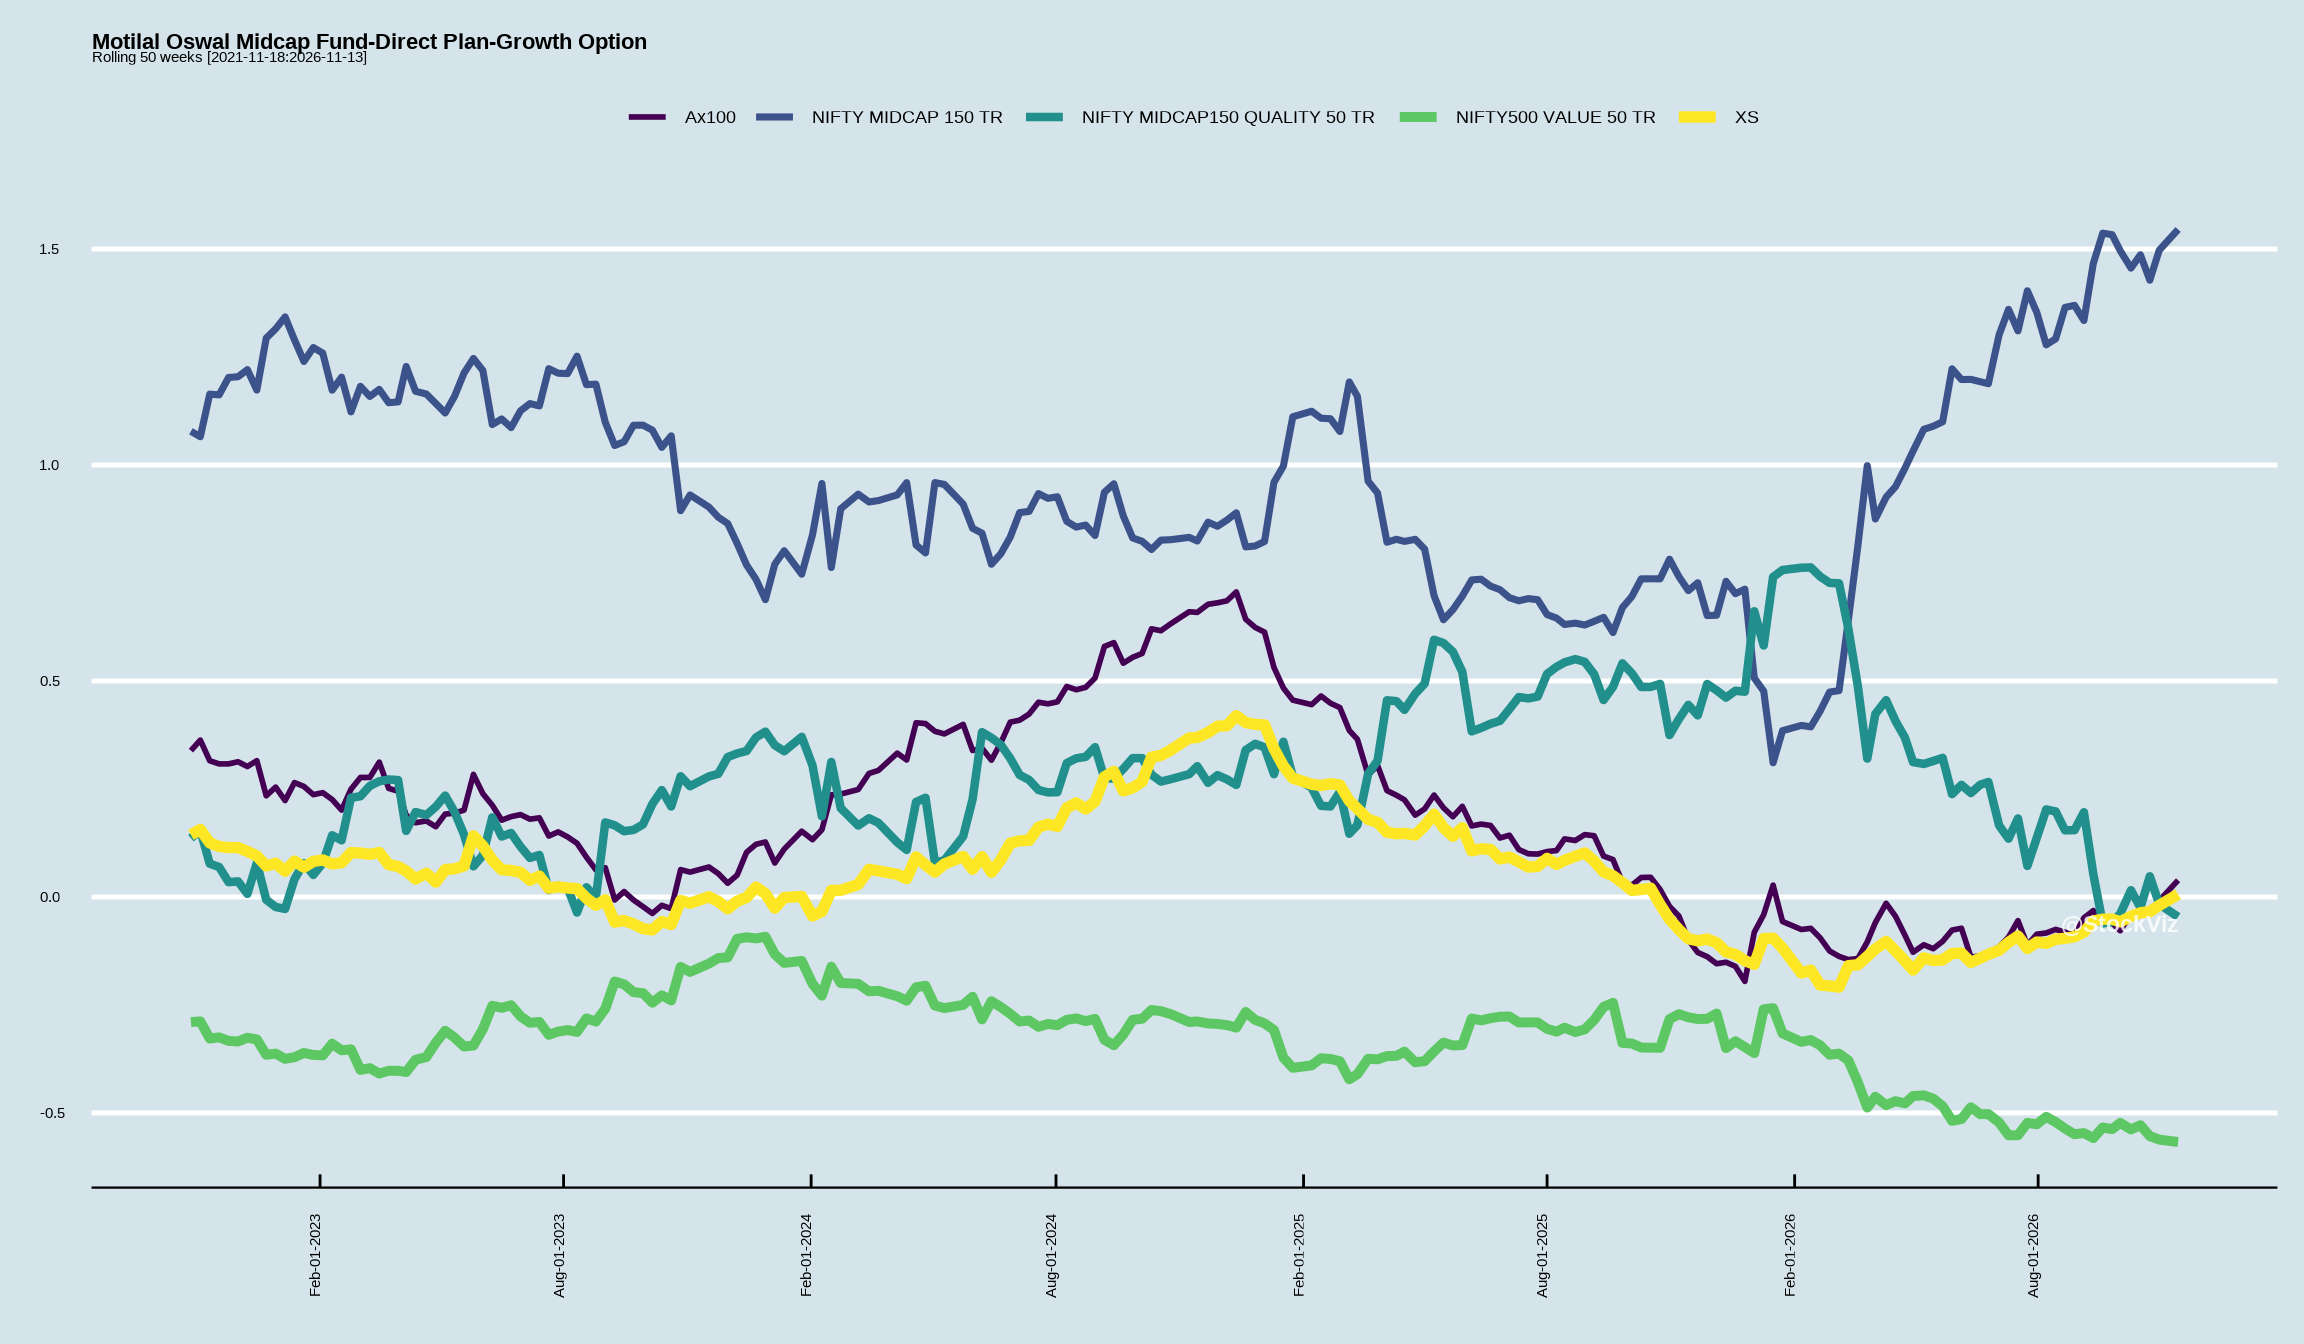 Motilal Oswal Midcap Fund-Direct Plan-Growth Option
Rolling 50 weeks [2021-11-18:2026-11-13]
Ax100 NIFTY MIDCAP 150 TR NIFTY MIDCAP150 QUALITY 50 TR NIFTY500 VALUE 50 TR XS
1.5
1.0
0.5
0.0
-0.5
@StockViz
Feb-01-2023 Aug-01-2023 Feb-01-2024 Aug-01-2024 Feb-01-2025 Aug-01-2025 Feb-01-2026 Aug-01-2026